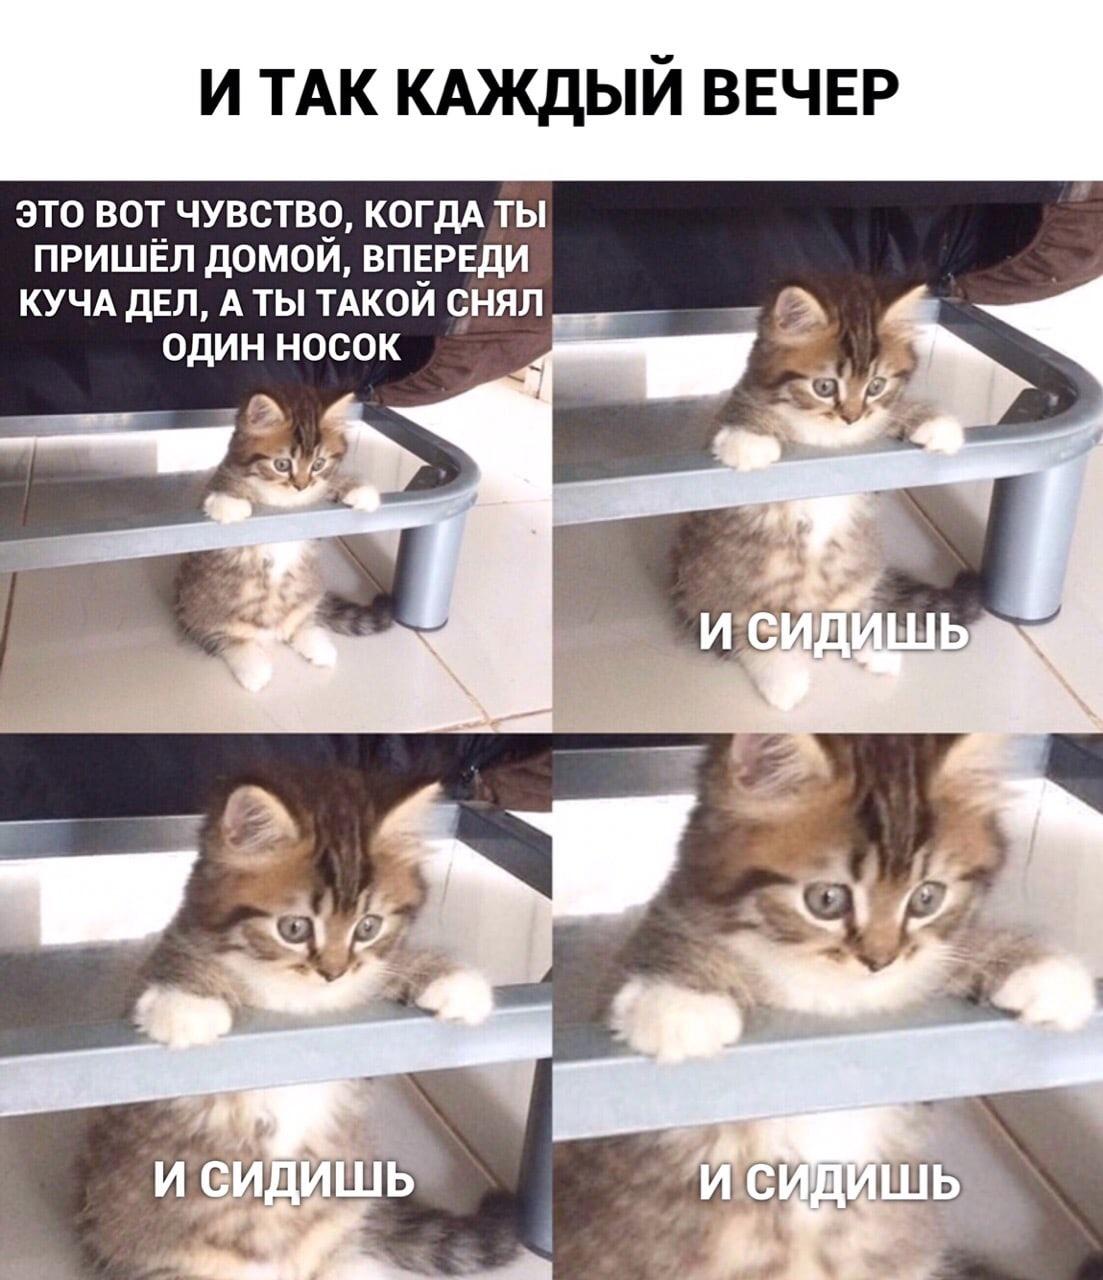 И ТАК КАЖДЫЙ ВЕЧЕР
ЭТО ВОТ ЧУВСТВО, КОГДА ТЫ
ПРИШЁЛ ДОМОЙ, ВПЕРЕДИ
КУЧА ДЕЛ, А ТЫ ТАКОЙ СНЯЛ
ОДИН НОСОК
И СИДИШЬ
И СИДИШЬ
И СИДИШЬ